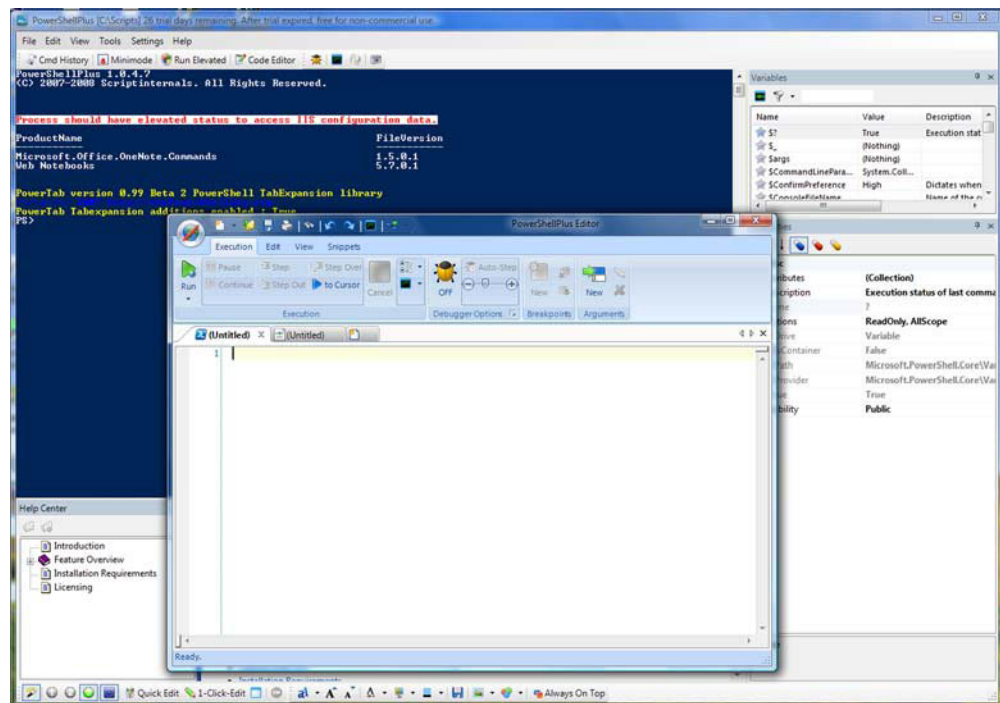 PowerShellPlus [C:\Scripts] 26 trial days remaining. After trial expired, free for non-commercial use.
File Edit View Tools Settings Help
Cmd History Minimode Run Elevated Code Editor
PowerShellPlus 1.0.4.7
(C) 2007-2008 Scriptinternals. All Rights Reserved.
Process should have elevated status to access IIS configuration data.
ProductName FileVersion
Microsoft.Office.OneNote.Commands 1.5.0.1
Web Notebooks 5.7.0.1
PowerTab version 0.99 Beta 2 PowerShell TabExpansion library
PowerTab Tabexpansion additions enabled : True
PS>
Variables
Name Value Description
$? True Execution stat
$_ (Nothing)
$args (Nothing)
$CommandLinePara... System.Coll...
$ConfirmPreference High Dictates when
$ConsoleFileName Name of the
PowerShellPlus Editor
Execution Edit View Snippets
Run
Pause Step Step Over
Continue Step Out to Cursor
Cancel
OFF
Auto-Step
New
New
Execution Debugger Options Breakpoints Arguments
(Untitled) (Untitled)
1
Ready.
(Collection)
Execution status of last comma
?
ReadOnly, AllScope
Variable
False
Microsoft.PowerShell.Core\Va
Microsoft.PowerShell.Core\Va
True
Public
Help Center
Introduction
Feature Overview
Installation Requirements
Licensing
Installation Requirements
Quick Edit 1-Click-Edit Always On Top